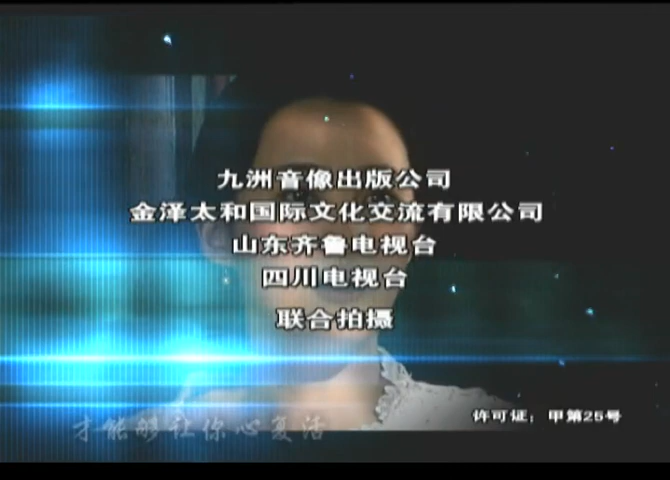 九洲音像出版公司
金泽太和国际文化交流有限公司
山东齐鲁电视台
四川电视台
联合拍摄
许可证：甲第25号
才能够让你心复活